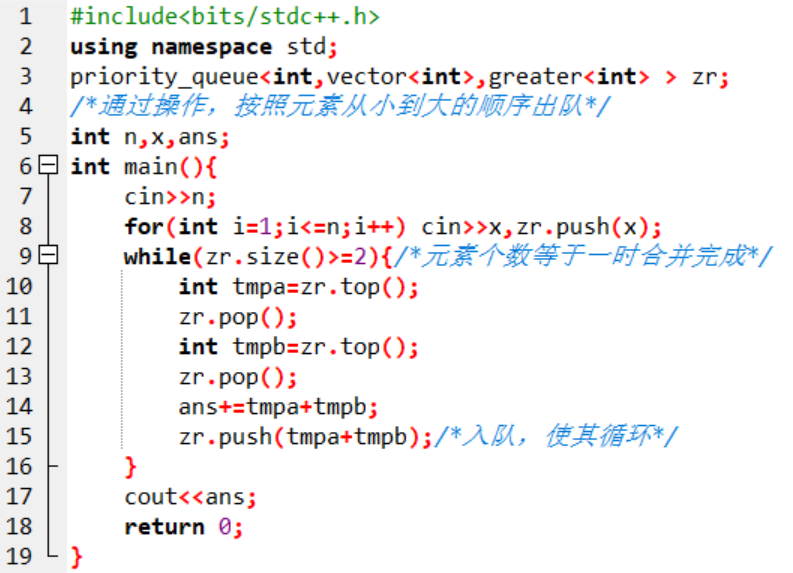 1 #include<bits/stdc++.h>
2 using namespace std;
3 priority_queue<int,vector<int>,greater<int> > zr;
4 /*通过操作，按照元素从小到大的顺序出队*/
5 int n,x,ans;
6 int main(){
7 cin>>n;
8 for(int i=1;i<=n;i++) cin>>x,zr.push(x);
9 while(zr.size()>=2){/*元素个数等于一时合并完成*/
10 int tmpa=zr.top();
11 zr.pop();
12 int tmpb=zr.top();
13 zr.pop();
14 ans+=tmpa+tmpb;
15 zr.push(tmpa+tmpb);/*入队，使其循环*/
16 }
17 cout<<ans;
18 return 0;
19 }